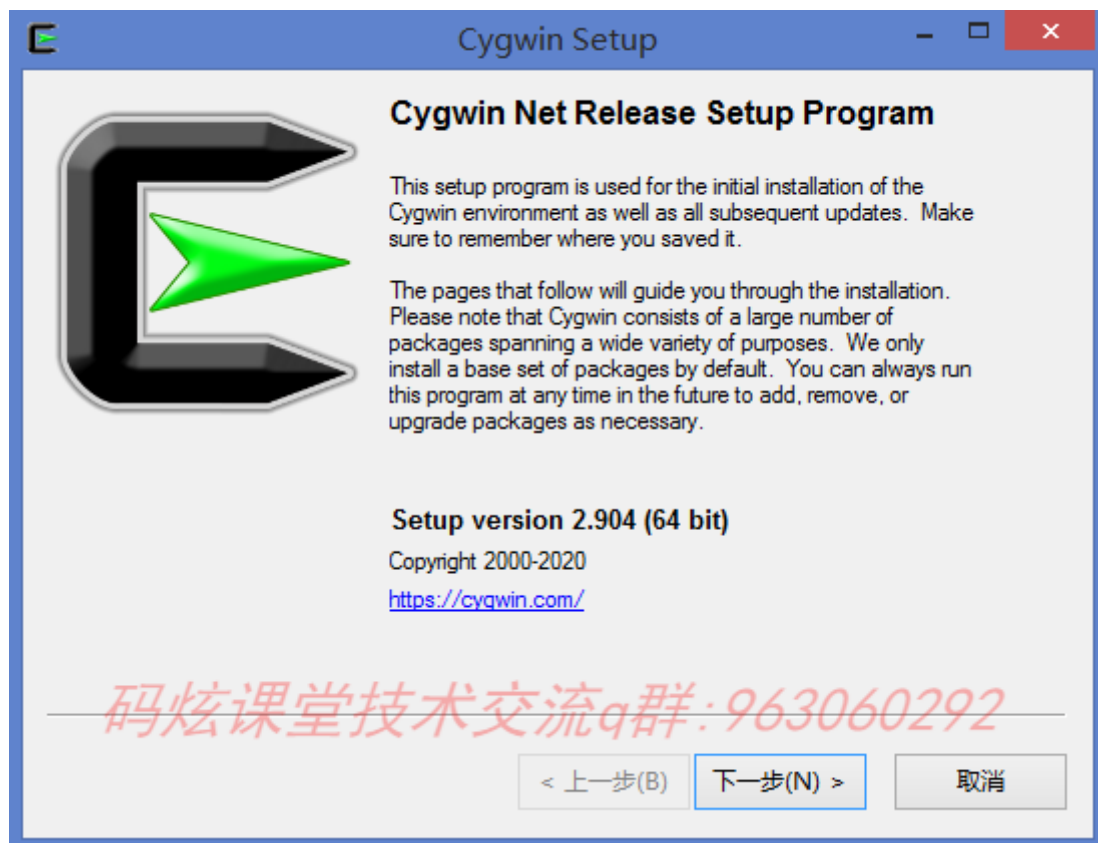 Cygwin Setup
Cygwin Net Release Setup Program
This setup program is used for the initial installation of the
Cygwin environment as well as all subsequent updates.  Make
sure to remember where you saved it.
The pages that follow will guide you through the installation.
Please note that Cygwin consists of a large number of
packages spanning a wide variety of purposes.  We only
install a base set of packages by default.  You can always run
this program at any time in the future to add, remove, or
upgrade packages as necessary.
Setup version 2.904 (64 bit)
Copyright 2000-2020
https://cygwin.com/
码炫课堂技术交流q群:963060292
< 上一步(B) 下一步(N) > 取消